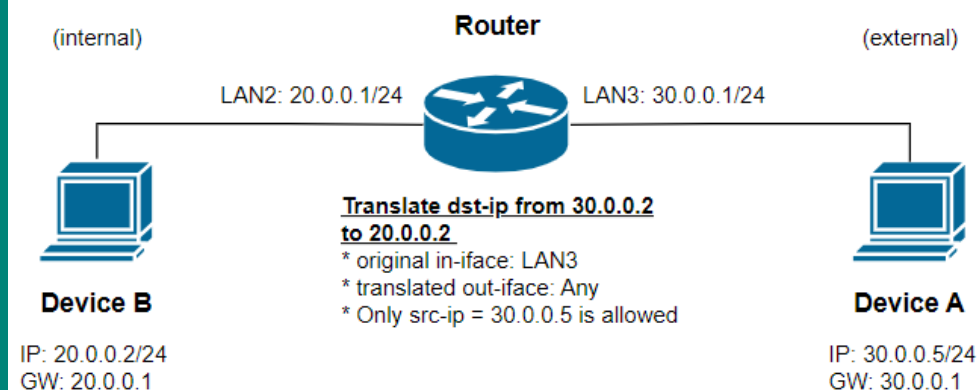 Router
(internal)
(external)
LAN2: 20.0.0.1/24
LAN3: 30.0.0.1/24
Translate dst-ip from 30.0.0.2
to 20.0.0.2
* original in-iface: LAN3
* translated out-iface: Any
* Only src-ip = 30.0.0.5 is allowed
Device B
IP: 20.0.0.2/24
GW: 20.0.0.1
Device A
IP: 30.0.0.5/24
GW: 30.0.0.1